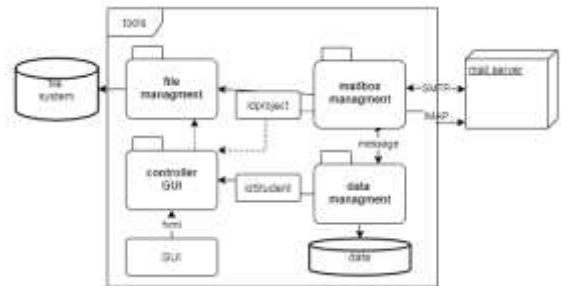 tools
file
system
file
managment
mailbox
managment
mail server
SMTP
idproject
IMAP
message
controller
GUI
idStudent
data
managment
form
GUI
data